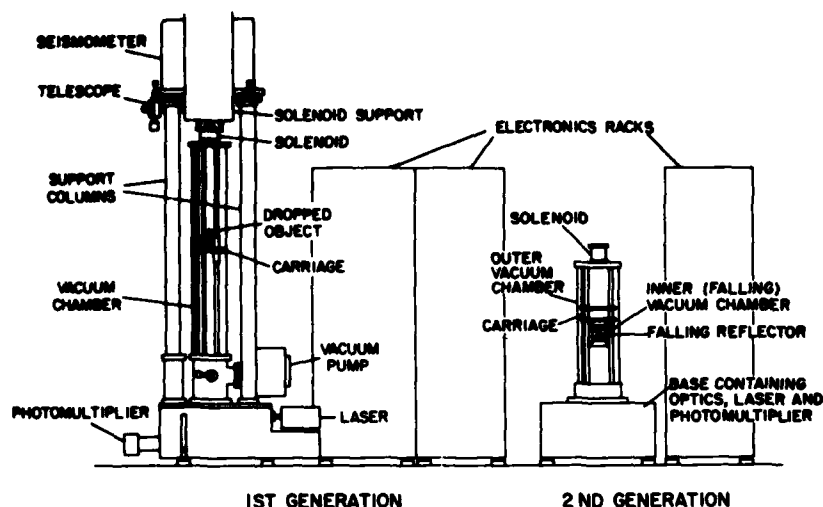 SEISMOMETER
TELESCOPE
SOLENOID SUPPORT
SOLENOID
SUPPORT
COLUMNS
DROPPED
OBJECT
CARRIAGE
VACUUM
CHAMBER
VACUUM
PUMP
PHOTOMULTIPLIER
LASER
ELECTRONICS RACKS
SOLENOID
OUTER
VACUUM
CHAMBER
CARRIAGE
INNER (FALLING)
VACUUM CHAMBER
FALLING REFLECTOR
BASE CONTAINING
OPTICS, LASER AND
PHOTOMULTIPLIER
1ST GENERATION
2ND GENERATION